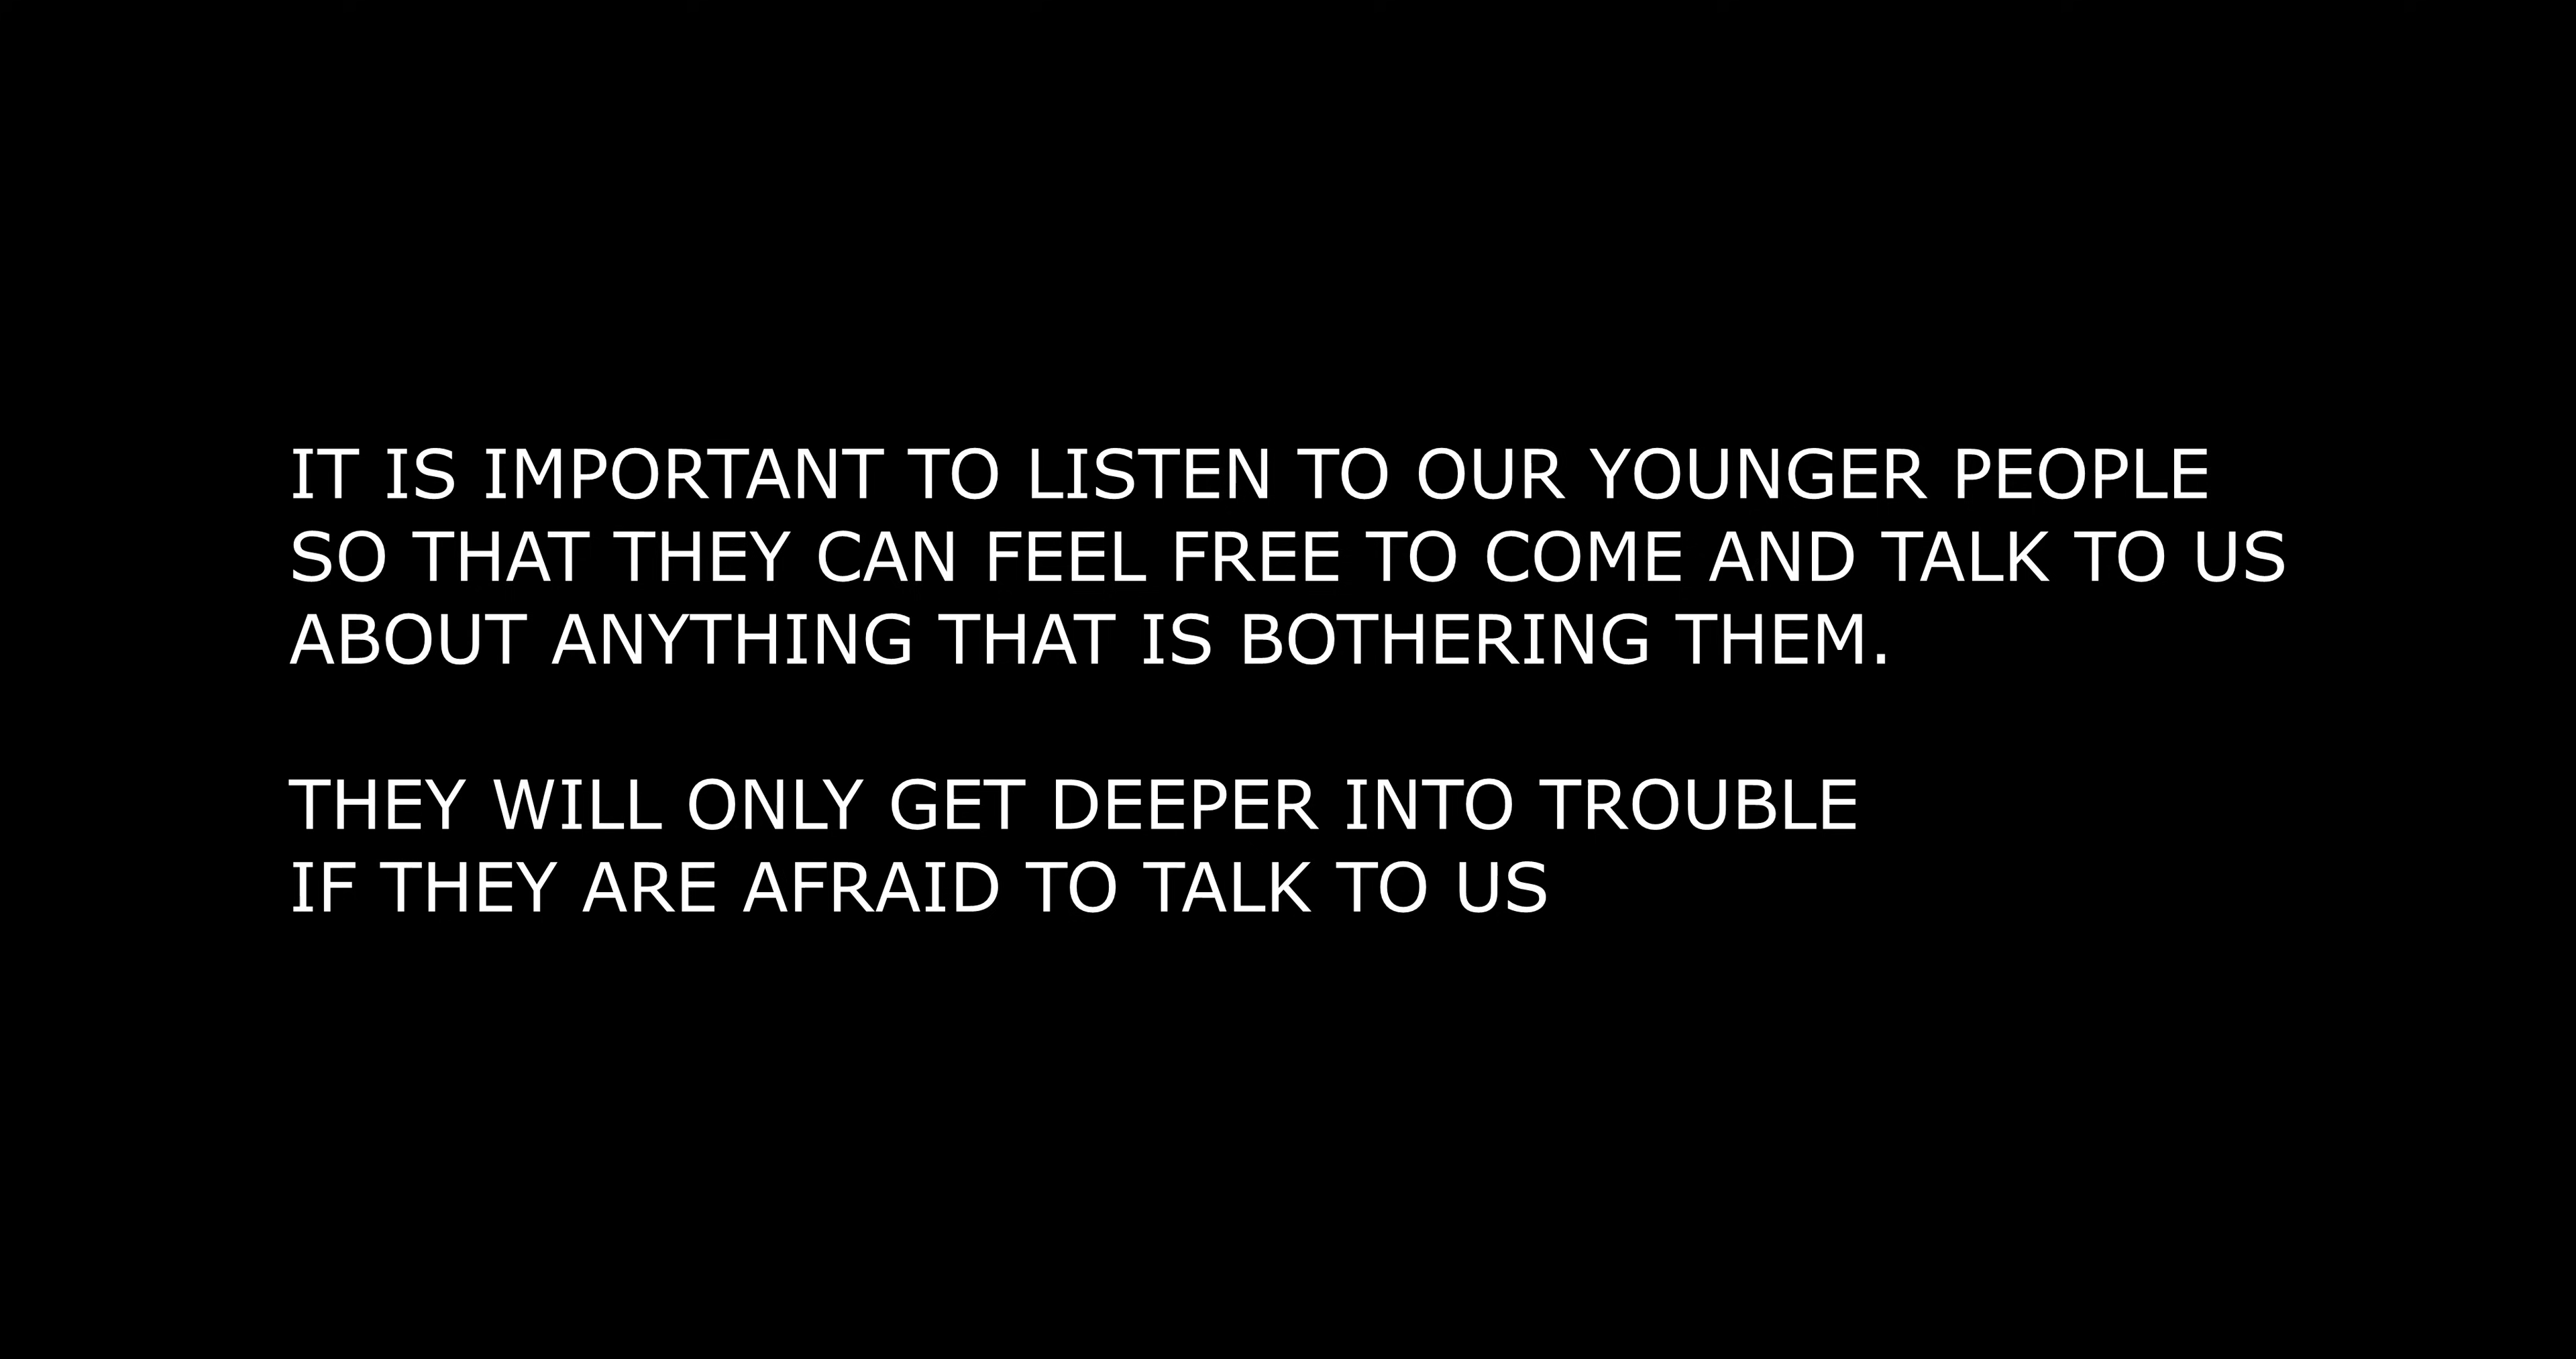 IT IS IMPORTANT TO LISTEN TO OUR YOUNGER PEOPLE
SO THAT THEY CAN FEEL FREE TO COME AND TALK TO US
ABOUT ANYTHING THAT IS BOTHERING THEM.
THEY WILL ONLY GET DEEPER INTO TROUBLE
IF THEY ARE AFRAID TO TALK TO US